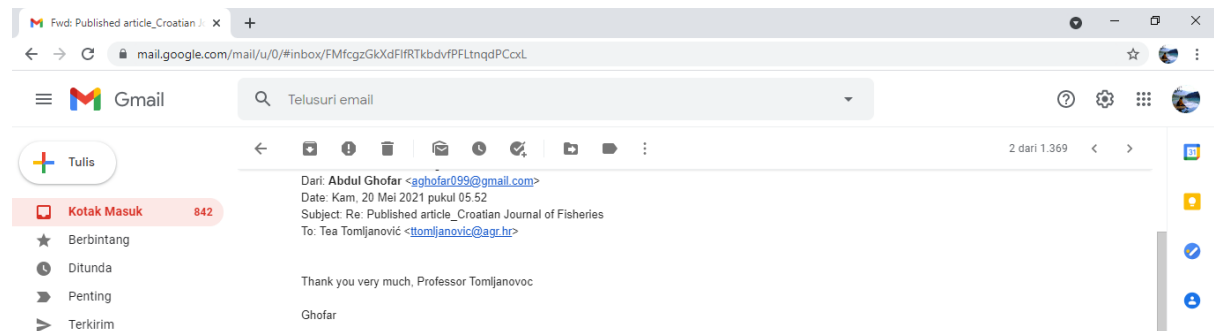 Fwd: Published article_Croatian J
mail.google.com/mail/u/0/#inbox/FMfcgzGkXdFlfRTkbdvfPFLtnqdPCcxL
Gmail
Telusuri email
Tulis
2 dari 1.369
31
Dari: Abdul Ghofar <aghofar099@gmail.com>
Date: Kam, 20 Mei 2021 pukul 05.52
Kotak Masuk 842
Subject: Re: Published article_Croatian Journal of Fisheries
To: Tea Tomljanović <ttomljanovic@agr.hr>
Berbintang
Ditunda
Thank you very much, Professor Tomljanovoc
Penting
Ghofar
Terkirim